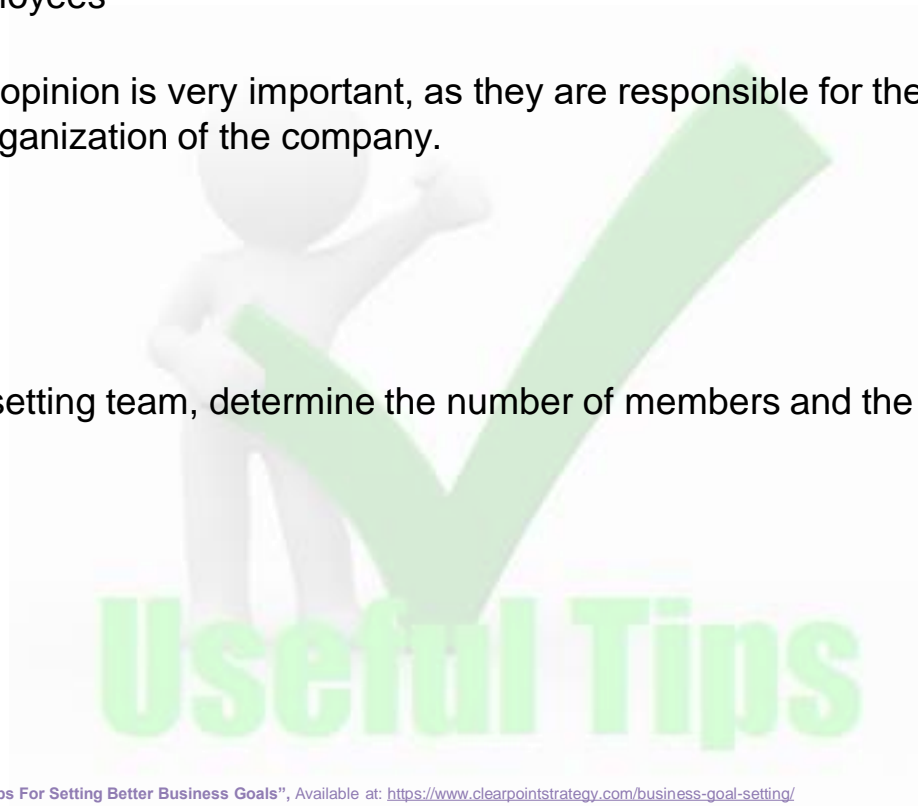 opinion is very important, as they are responsible for the
ganization of the company.
setting team, determine the number of members and the
Useful Tips
ps For Setting Better Business Goals”, Available at: https://www.clearpointstrategy.com/business-goal-setting/